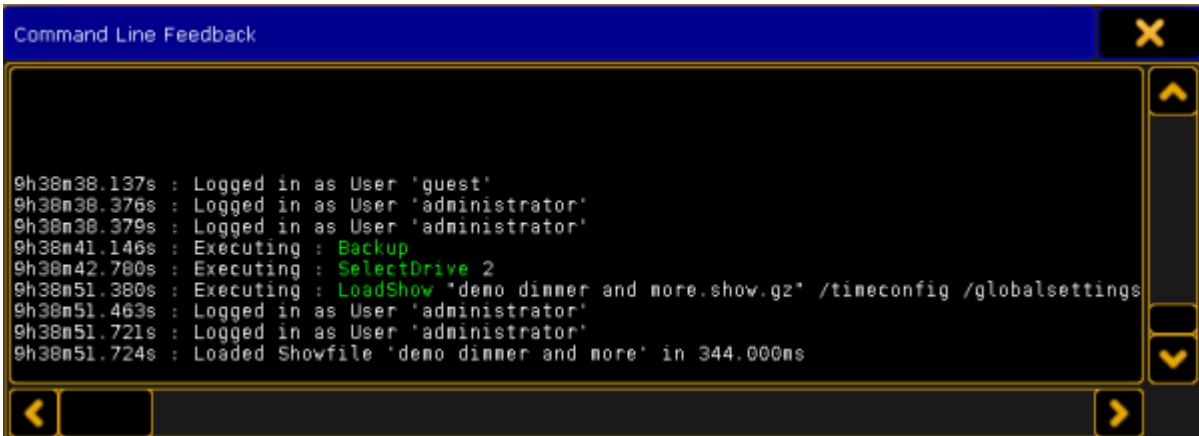 Command Line Feedback
9h38m38.137s : Logged in as User 'guest'
9h38m38.376s : Logged in as User 'administrator'
9h38m38.379s : Logged in as User 'administrator'
9h38m41.146s : Executing : Backup
9h38m42.780s : Executing : SelectDrive 2
9h38m51.380s : Executing : LoadShow "demo dimmer and more.show.gz" /timeconfig /globalsettings
9h38m51.463s : Logged in as User 'administrator'
9h38m51.721s : Logged in as User 'administrator'
9h38m51.724s : Loaded Showfile 'demo dimmer and more' in 344.000ms